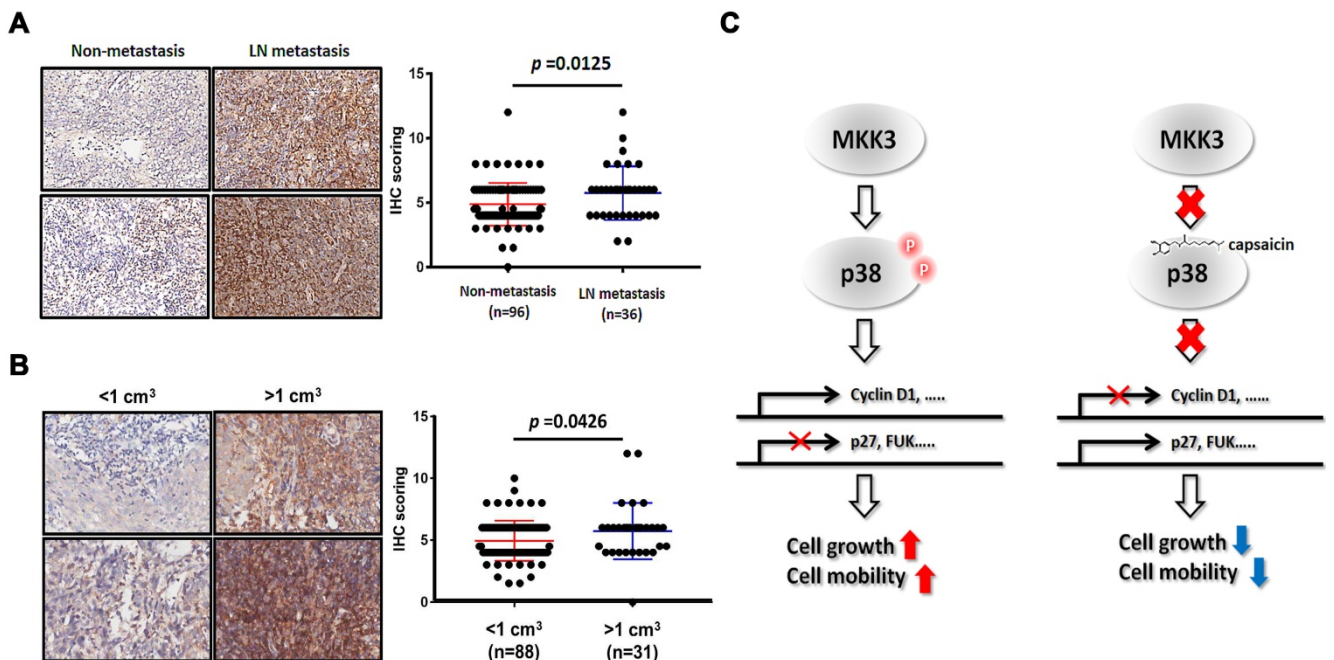 A
Non-metastasis
LN metastasis
p =0.0125
IHC scoring
15
10
5
0
Non-metastasis
(n=96)
LN metastasis
(n=36)
B
<1 cm³
>1 cm³
p =0.0426
IHC scoring
15
10
5
0
<1 cm³
(n=88)
>1 cm³
(n=31)
C
MKK3
p38
P
P
Cyclin D1, .....
p27, FUK.....
Cell growth
Cell mobility
MKK3
capsaicin
p38
Cyclin D1, ......
p27, FUK.....
Cell growth
Cell mobility